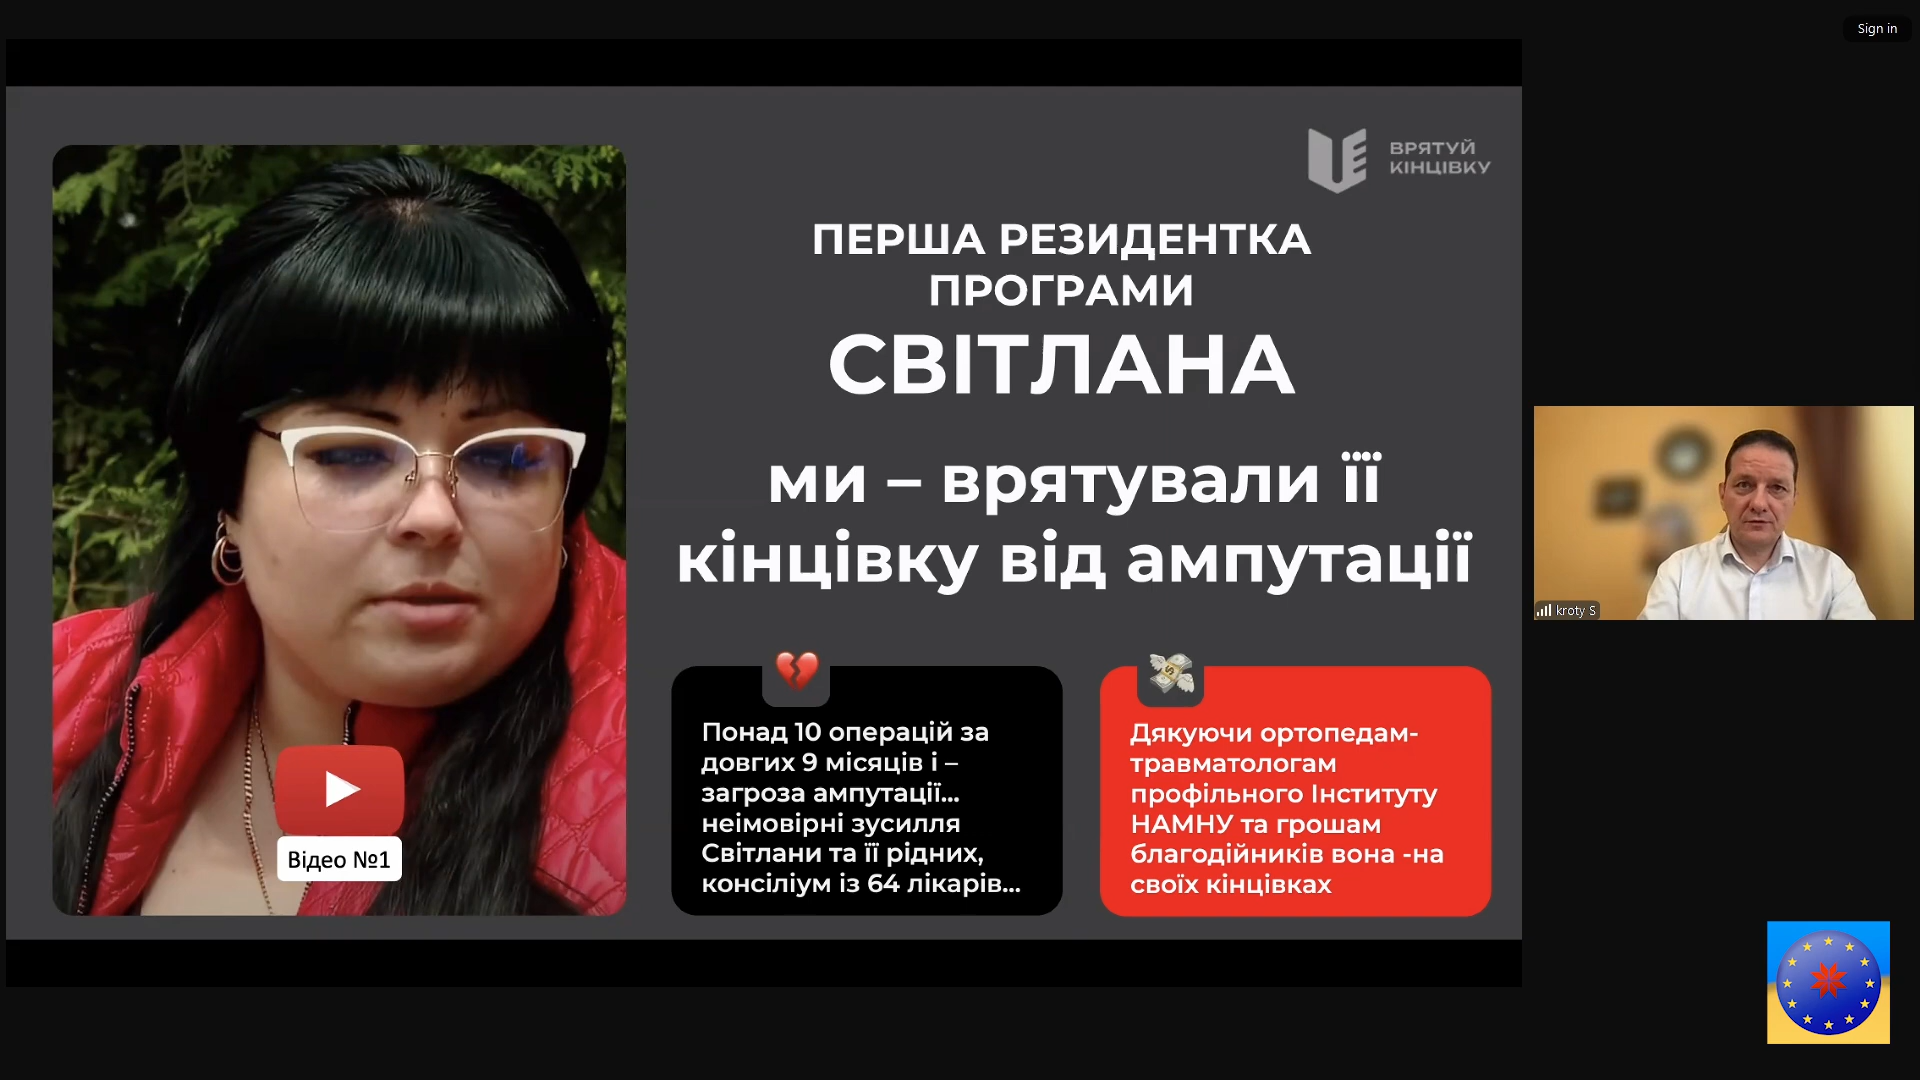 Sign in
ВРЯТУЙ
КІНЦІВКУ
ПЕРША РЕЗИДЕНТКА
ПРОГРАМИ
СВІТЛАНА
ми – врятували її
кінцівку від ампутації
Понад 10 операцій за
довгих 9 місяців і –
загроза ампутації...
неімовірні зусилля
Світлани та її рідних,
консіліум із 64 лікарів...
Дякуючи ортопедам-
травматологам
профільного Інституту
НАМНУ та грошам
благодійників вона -на
своїх кінцівках
Відео №1
kroty S